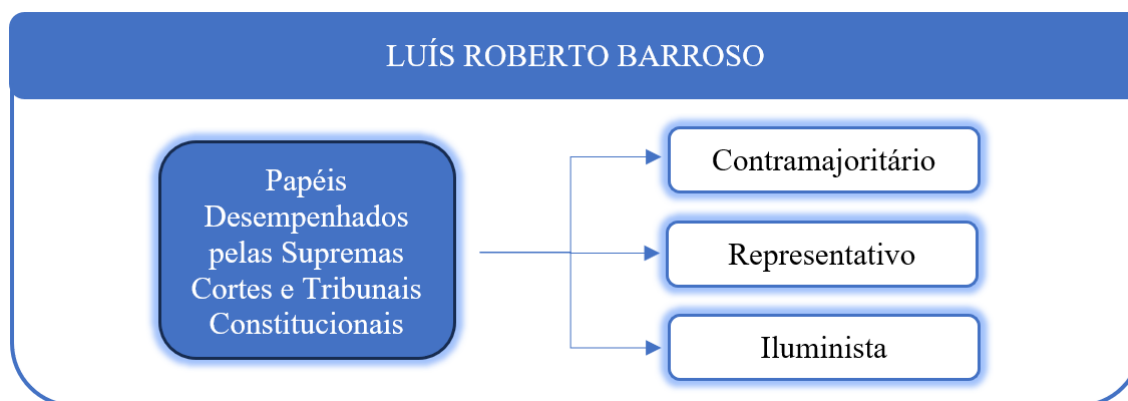 LUÍS ROBERTO BARROSO
Papéis
Desempenhados
pelas Supremas
Cortes e Tribunais
Constitucionais
Contramajoritário
Representativo
Iluminista